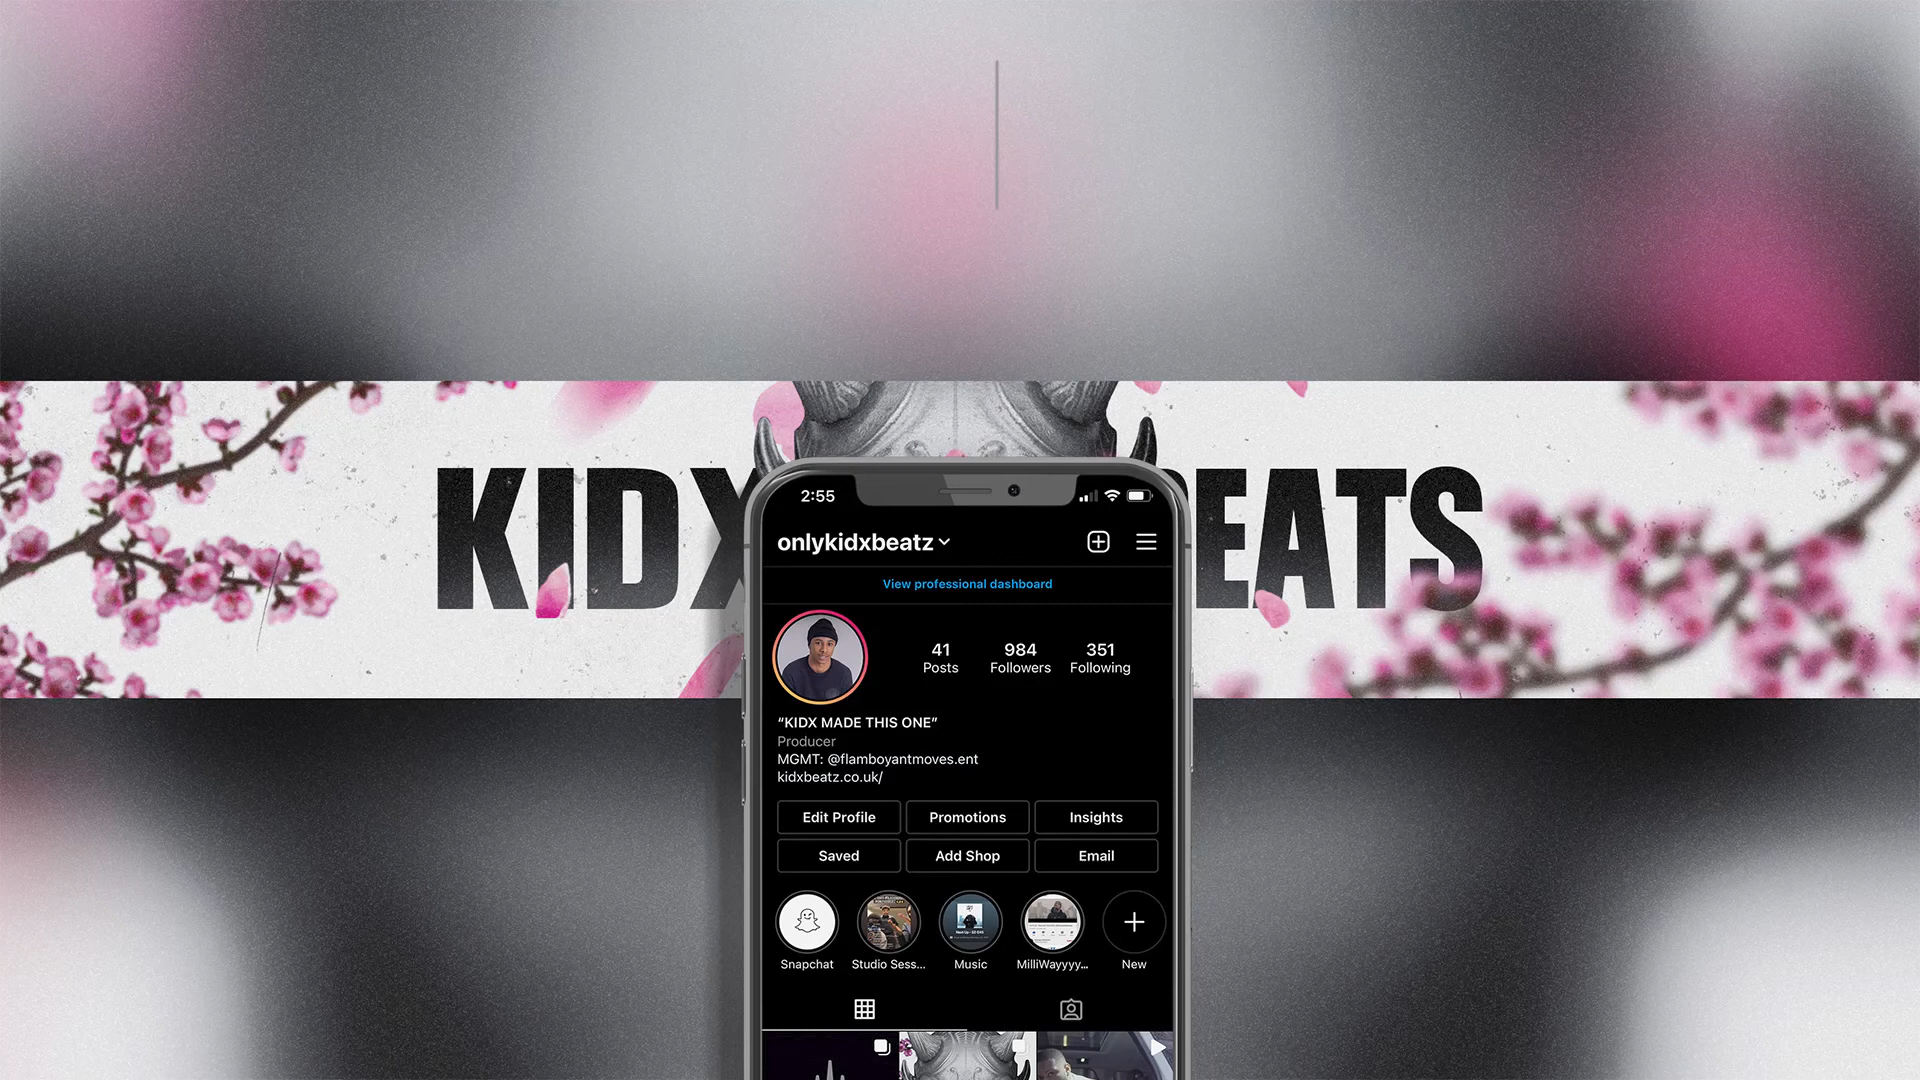 KIDX BEATS
2:55
onlykidxbeatz
View professional dashboard
41 984 351
Posts Followers Following
“KIDX MADE THIS ONE”
Producer
MGMT: @flamboyantmoves.ent
kidxbeatz.co.uk/
Edit Profile Promotions Insights
Saved Add Shop Email
Snapchat Studio Sess... Music MilliWayyyy... New